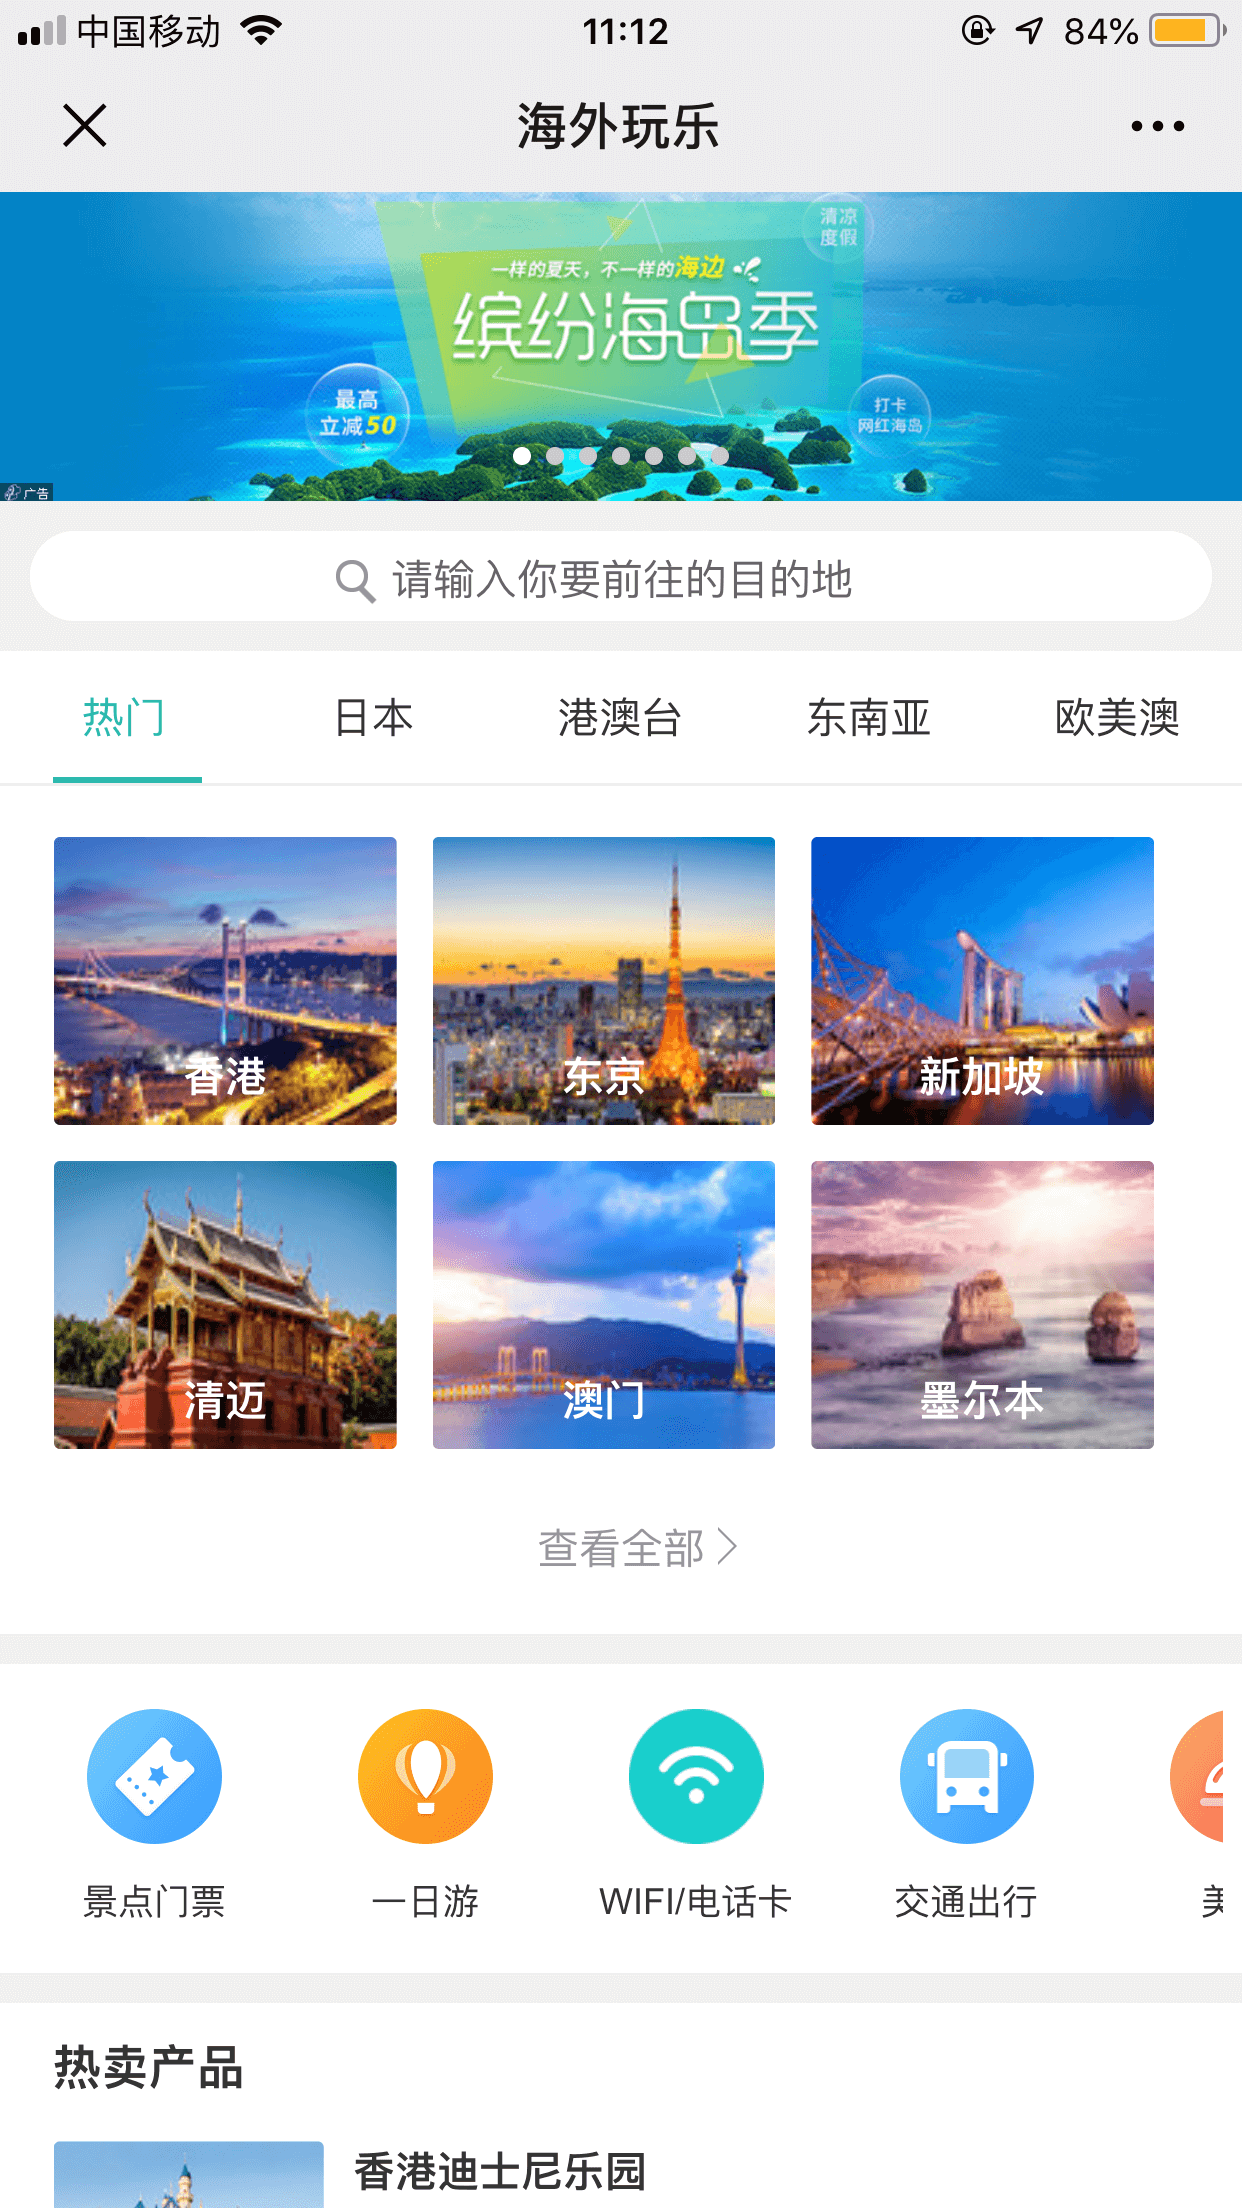 中国移动
11:12
84%
海外玩乐
清凉
度假
一样的夏天，不一样的海边
缤纷海岛季
最高
立减50
打卡
网红海岛
广告
请输入你要前往的目的地
热门
日本
港澳台
东南亚
欧美澳
香港
东京
新加坡
清迈
澳门
墨尔本
查看全部
景点门票
一日游
WIFI/电话卡
交通出行
美
热卖产品
香港迪士尼乐园